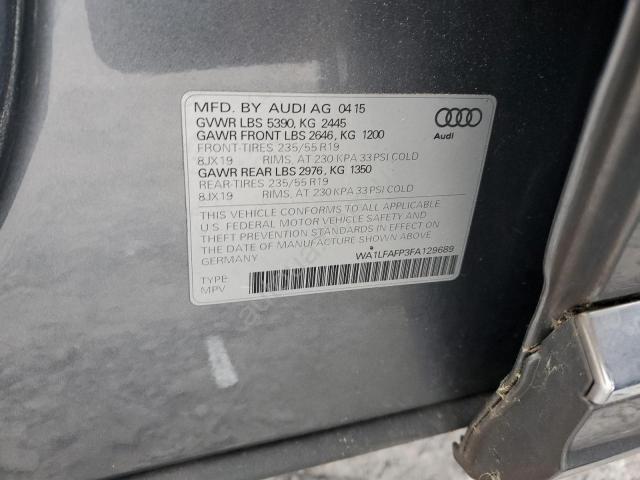 MFD. BY AUDI AG 04 15
GVWR LBS 5390, KG 2445
GAWR FRONT LBS 2646, KG 1200
FRONT-TIRES 235/55 R19
8JX19 RIMS, AT 230 KPA 33 PSI COLD
GAWR REAR LBS 2976, KG 1350
REAR-TIRES 235/55 R19
8JX19 RIMS, AT 230 KPA 33 PSI COLD
THIS VEHICLE CONFORMS TO ALL APPLICABLE
U.S. FEDERAL MOTOR VEHICLE SAFETY AND
THEFT PREVENTION STANDARDS IN EFFECT ON
THE DATE OF MANUFACTURE SHOWN ABOVE
GERMANY
WA1LFAFP3FA129689
TYPE:
MPV
Audi